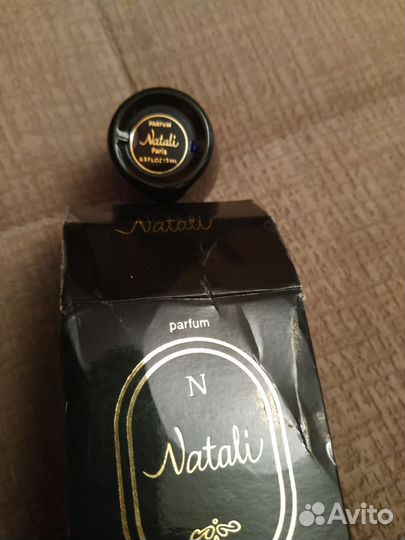 PARFUM
Natali
Paris
0.5 FL OZ 15 ML
Natali
parfum
N
Natali
Avito